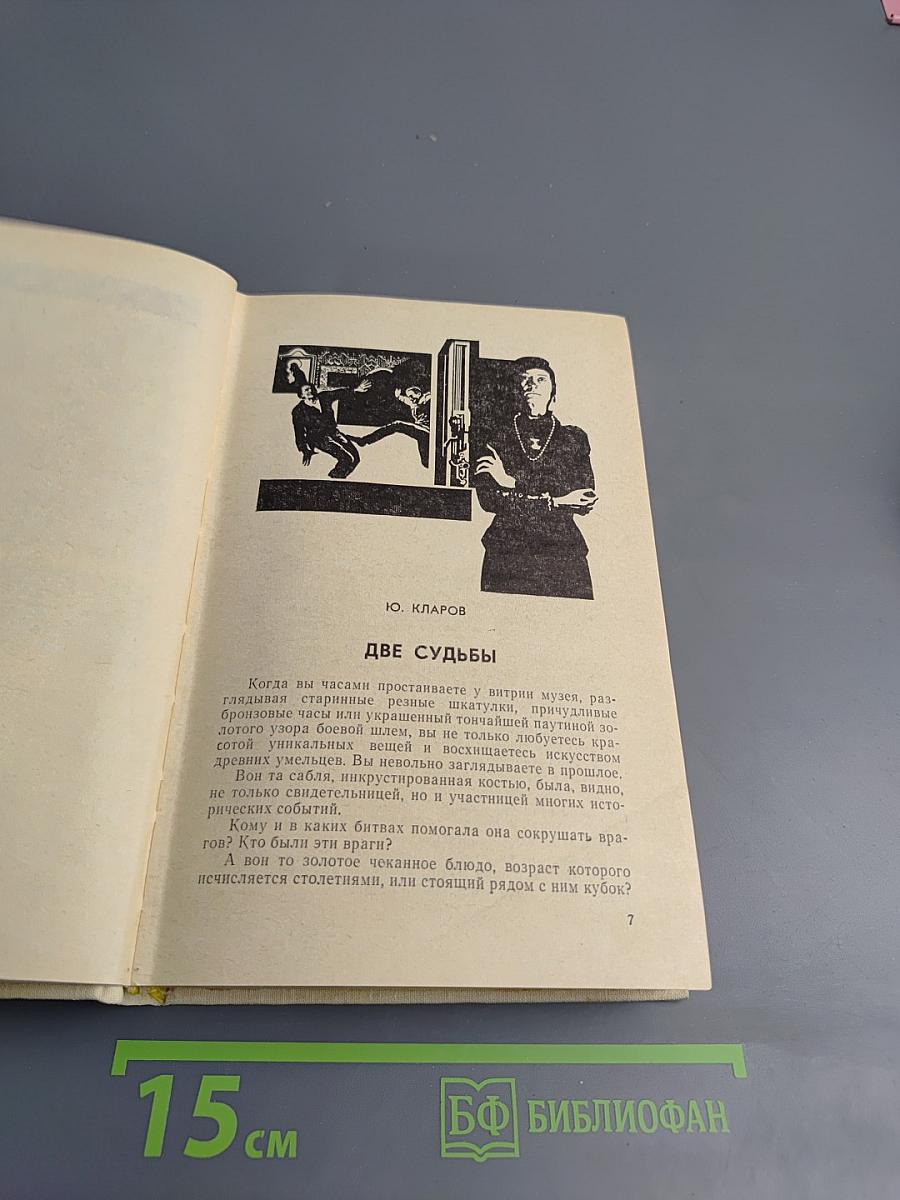 Ю. КЛАРОВ
ДВЕ СУДЬБЫ
Когда вы часами простаиваете у витрин музея, раз-
глядывая старинные резные шкатулки, причудливые
бронзовые часы или украшенный тончайшей паутиной зо-
лотого узора боевой шлем, вы не только любуетесь кра-
сотой уникальных вещей и восхищаетесь искусством
древних умельцев. Вы невольно заглядываете в прошлое.
Вон та сабля, инкрустированная костью, была, видно,
не только свидетельницей, но и участницей многих исто-
рических событий.
Кому и в каких битвах помогала она сокрушать вра-
гов? Кто были эти враги?
А вон то золотое чеканное блюдо, возраст которого
исчисляется столетиями, или стоящий рядом с ним кубок?
7
15 см
БФ БИБЛИОФАН